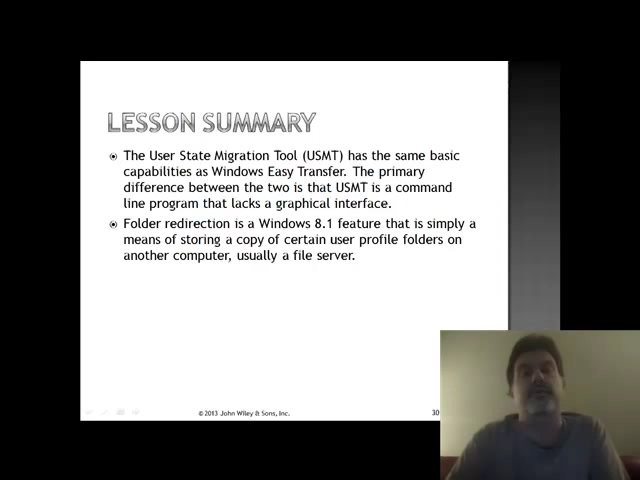 LESSON SUMMARY
The User State Migration Tool (USMT) has the same basic
capabilities as Windows Easy Transfer. The primary
difference between the two is that USMT is a command
line program that lacks a graphical interface.
Folder redirection is a Windows 8.1 feature that is simply a
means of storing a copy of certain user profile folders on
another computer, usually a file server.
©2013 John Wiley & Sons, Inc.
30